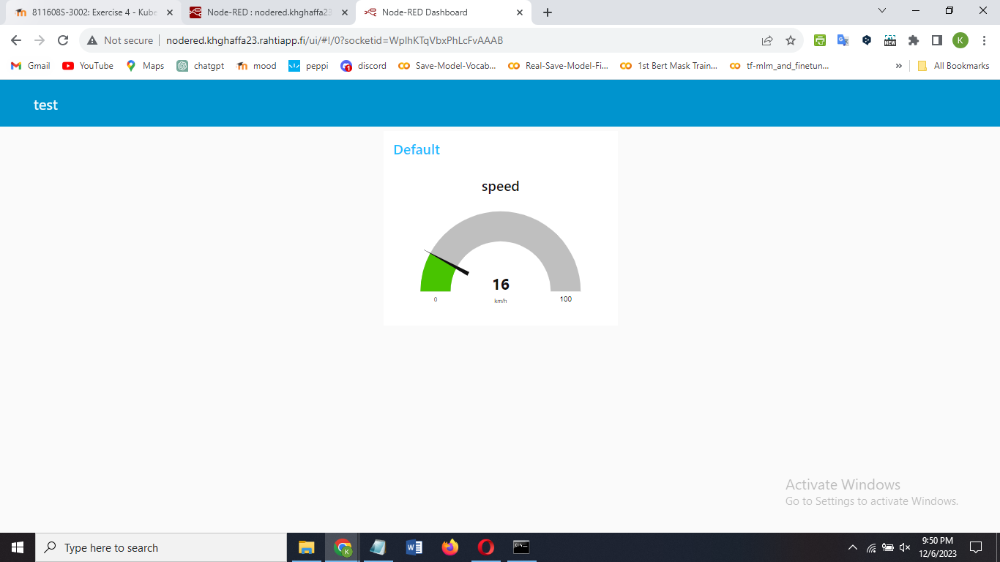 811608S-3002: Exercise 4 - Kube
Node-RED : nodered.khghaffa23
Node-RED Dashboard
Not secure
nodered.khghaffa23.rahtiapp.fi/ui/#!/0?socketid=WplhKTqVbxPhLcFvAAAB
NEW
K
Gmail
YouTube
Maps
chatgpt
mood
peppi
discord
Save-Model-Vocab...
Real-Save-Model-Fi...
1st Bert Mask Train...
tf-mlm_and_finetun...
»
All Bookmarks
test
Default
speed
16
km/h
0
100
Activate Windows
Go to Settings to activate Windows.
Type here to search
9:50 PM
12/6/2023